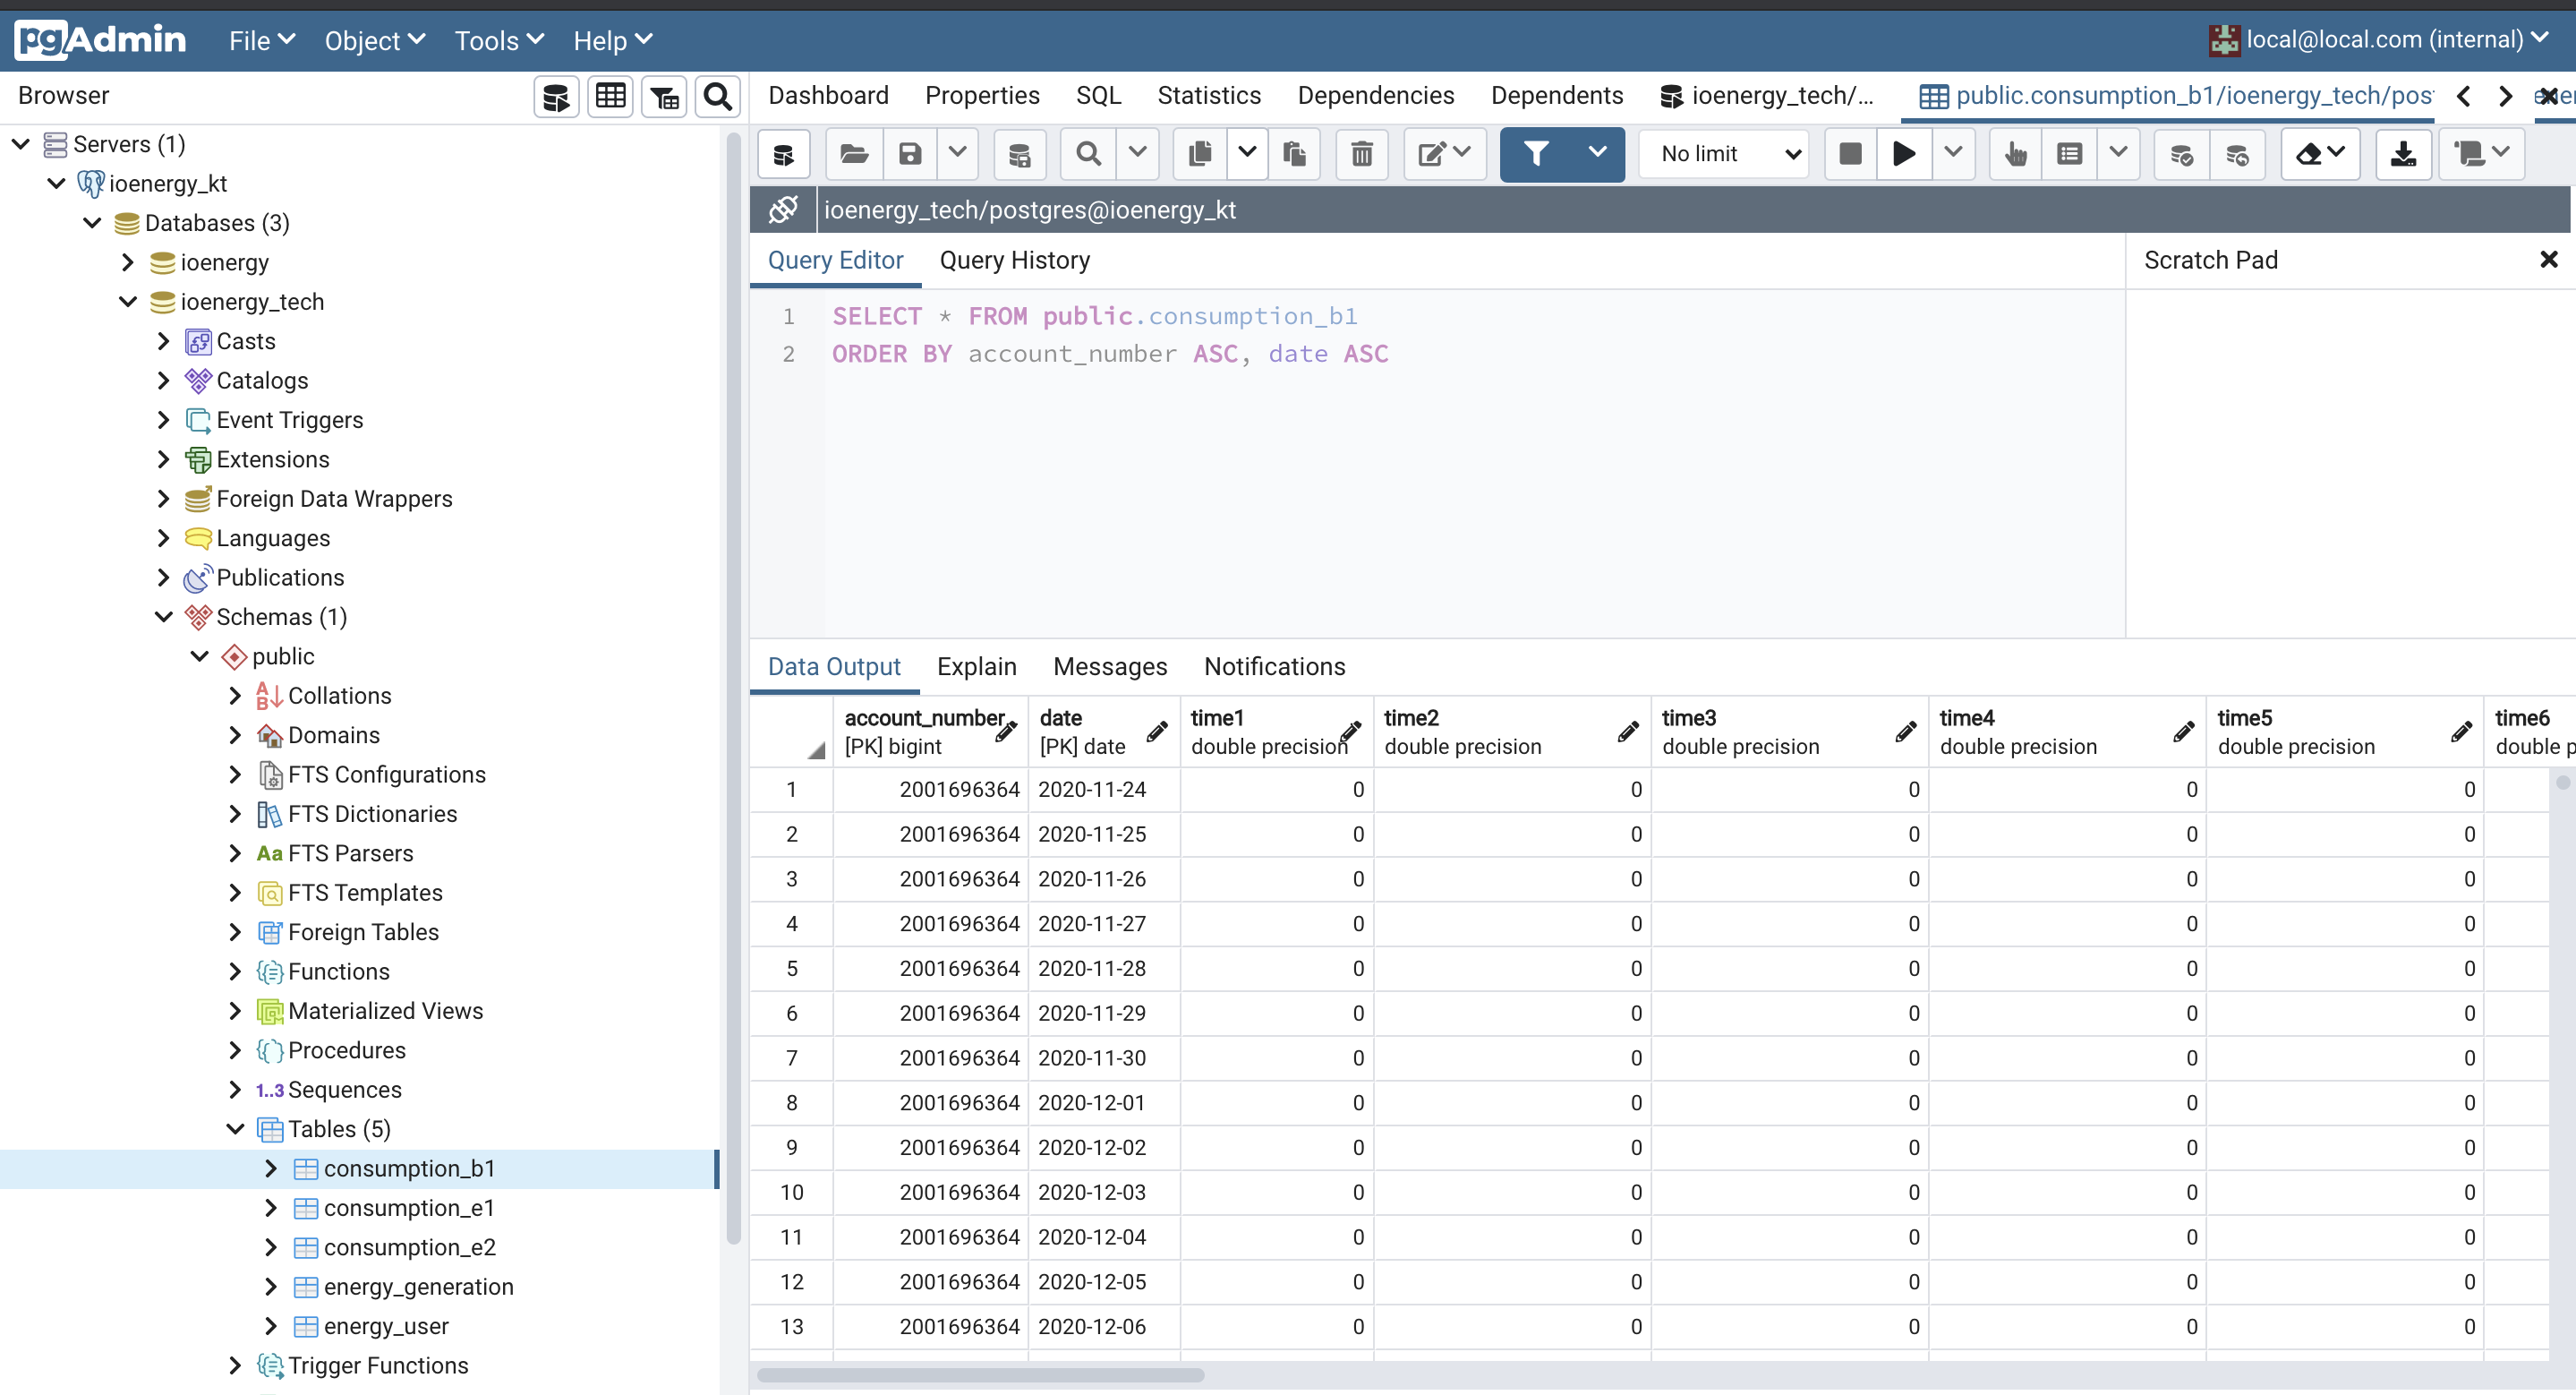 pgAdmin File Object Tools Help local@local.com (internal)
Browser
Dashboard Properties SQL Statistics Dependencies Dependents ioenergy_tech/... public.consumption_b1/ioenergy_tech/pos
Servers (1)
ioenergy_kt
Databases (3)
ioenergy
ioenergy_tech
Casts
Catalogs
Event Triggers
Extensions
Foreign Data Wrappers
Languages
Publications
Schemas (1)
public
Collations
Domains
FTS Configurations
FTS Dictionaries
Aa FTS Parsers
FTS Templates
Foreign Tables
Functions
Materialized Views
Procedures
1..3 Sequences
Tables (5)
consumption_b1
consumption_e1
consumption_e2
energy_generation
energy_user
Trigger Functions
No limit
ioenergy_tech/postgres@ioenergy_kt
Query Editor Query History
Scratch Pad
1 SELECT * FROM public.consumption_b1
2 ORDER BY account_number ASC, date ASC
Data Output Explain Messages Notifications
account_number date time1 time2 time3 time4 time5 time6
[PK] bigint [PK] date double precision double precision double precision double precision double precision double p
1 2001696364 2020-11-24 0 0 0 0 0
2 2001696364 2020-11-25 0 0 0 0 0
3 2001696364 2020-11-26 0 0 0 0 0
4 2001696364 2020-11-27 0 0 0 0 0
5 2001696364 2020-11-28 0 0 0 0 0
6 2001696364 2020-11-29 0 0 0 0 0
7 2001696364 2020-11-30 0 0 0 0 0
8 2001696364 2020-12-01 0 0 0 0 0
9 2001696364 2020-12-02 0 0 0 0 0
10 2001696364 2020-12-03 0 0 0 0 0
11 2001696364 2020-12-04 0 0 0 0 0
12 2001696364 2020-12-05 0 0 0 0 0
13 2001696364 2020-12-06 0 0 0 0 0